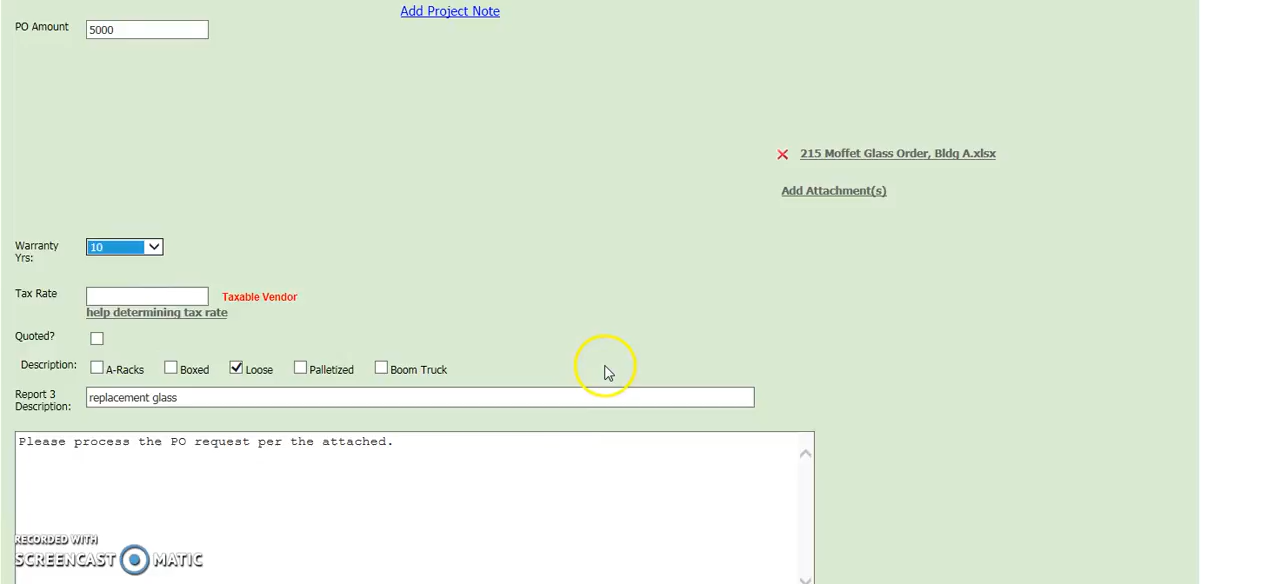 Add Project Note
PO Amount 5000
215 Moffet Glass Order, Bldg A.xlsx
Add Attachment(s)
Warranty Yrs: 10
Tax Rate Taxable Vendor
help determining tax rate
Quoted?
Description: A-Racks Boxed Loose Palletized Boom Truck
Report 3 Description: replacement glass
Please process the PO request per the attached.
RECORDED WITH
SCREENCAST MATIC